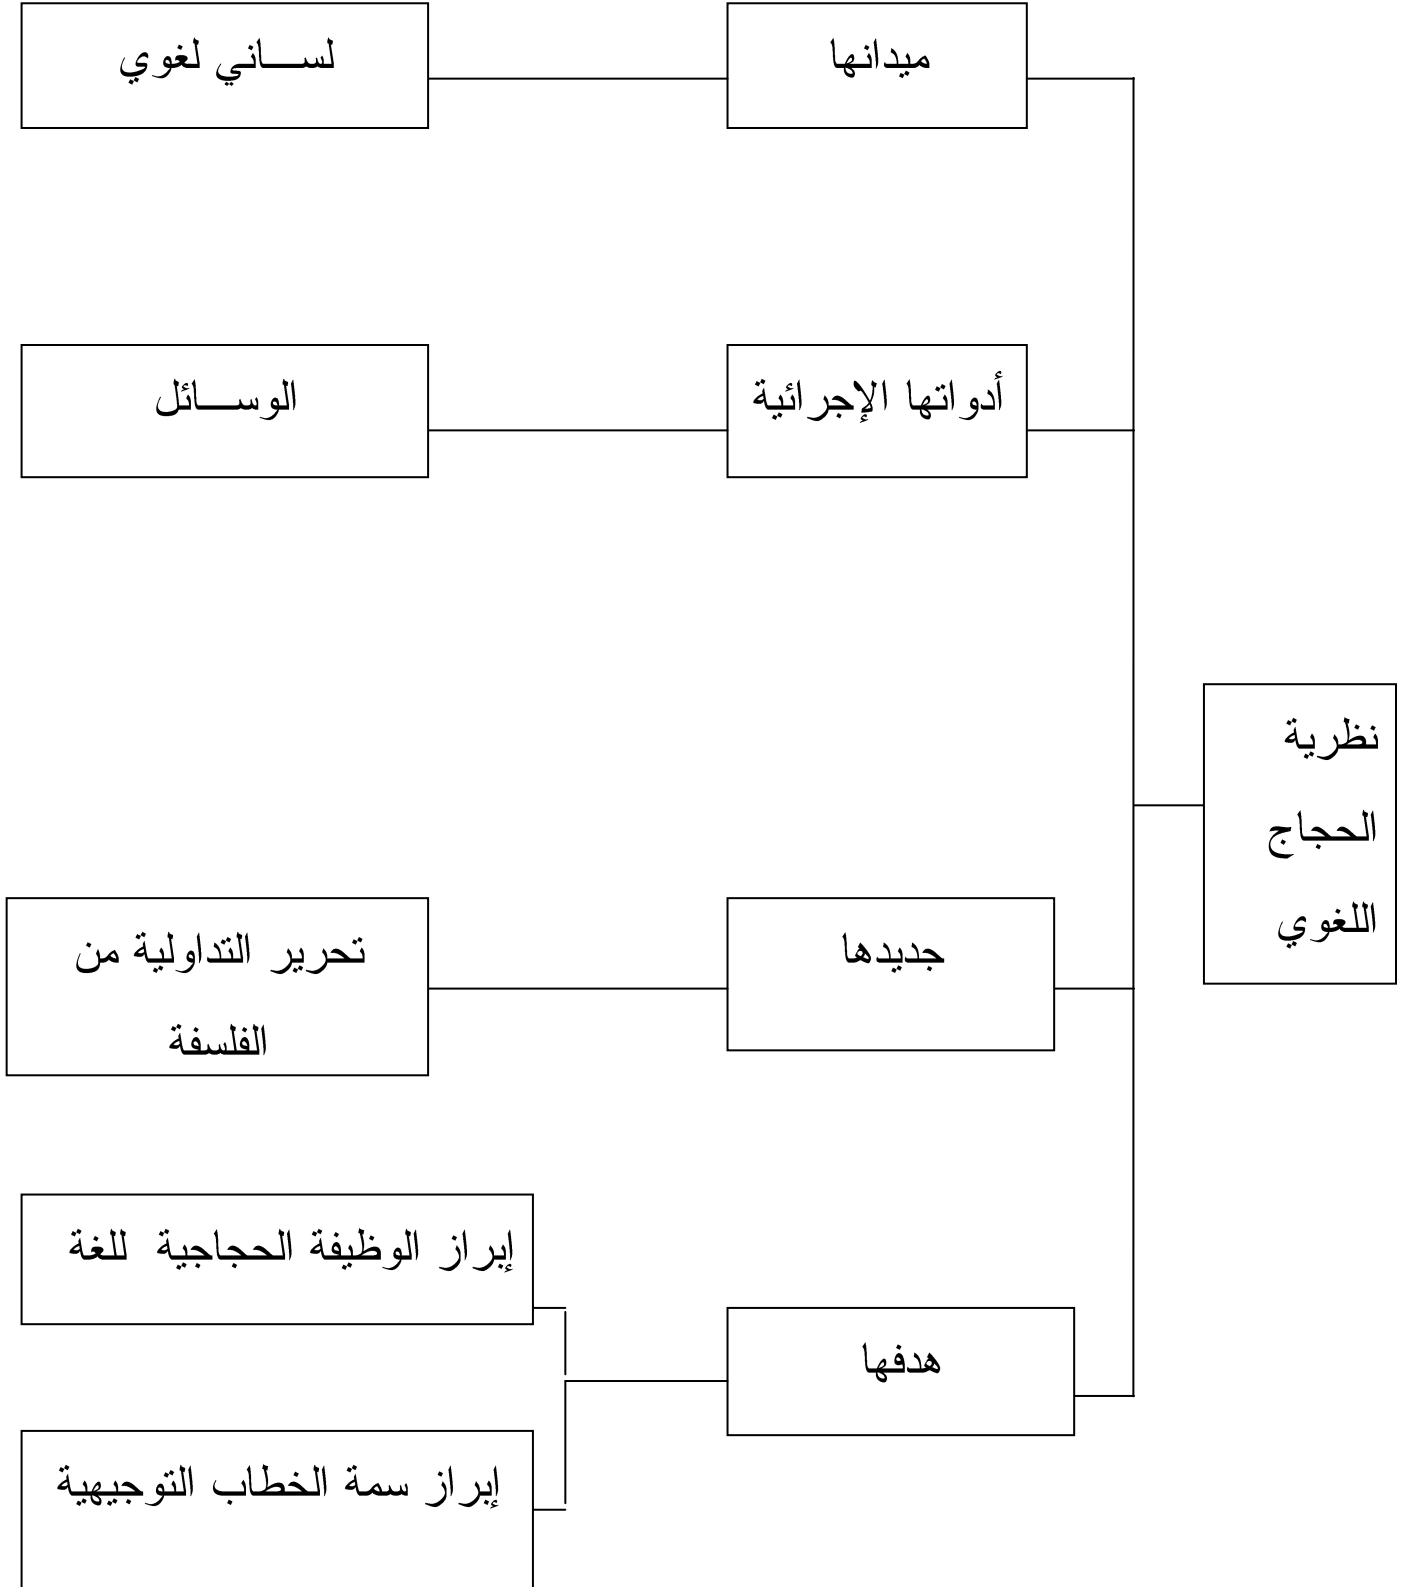 ميدانها
لســـاني لغوي
أدواتها الإجرائية
الوســـائل
نظرية
الحجاج
اللغوي
جديدها
تحرير التداولية من
الفلسفة
هدفها
إبراز الوظيفة الحجاجية للغة
إبراز سمة الخطاب التوجيهية